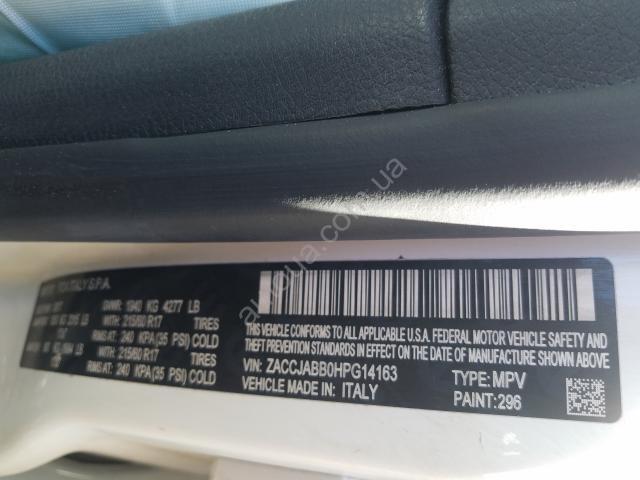 ITALY S.P.A.
GVWR: 1940 KG 4277 LB
WITH 215/60 R17 TIRES
RIMS AT: 240 KPA(35 PSI) COLD
WITH 215/60 R17 TIRES
RIMS AT: 240 KPA(35 PSI) COLD
THIS VEHICLE CONFORMS TO ALL APPLICABLE U.S.A. FEDERAL MOTOR VEHICLE SAFETY
AND THEFT PREVENTION STANDARDS IN EFFECT ON THE DATE OF MANUFACTURE SHOWN ABOVE
VIN: ZACCJABB0HPG14163 TYPE: MPV
VEHICLE MADE IN: ITALY PAINT: 296
akroua.com.ua